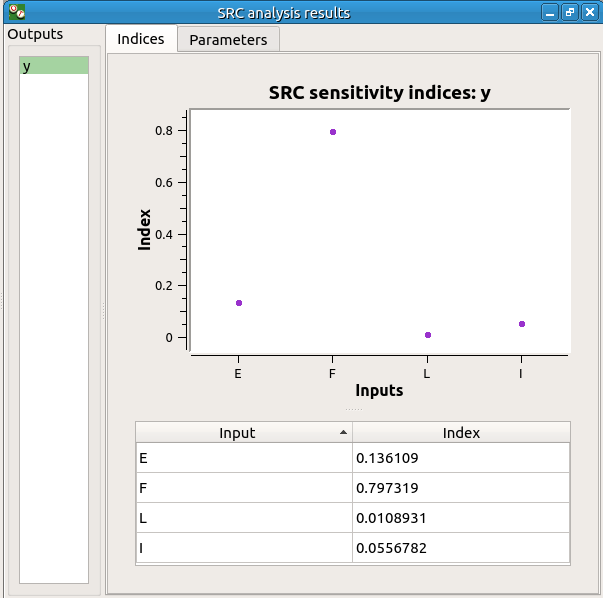 SRC analysis results
Outputs
y
Indices Parameters
SRC sensitivity indices: y
Index
0.8
0.6
0.4
0.2
0
E F L I
Inputs
Input Index
E 0.136109
F 0.797319
L 0.0108931
I 0.0556782